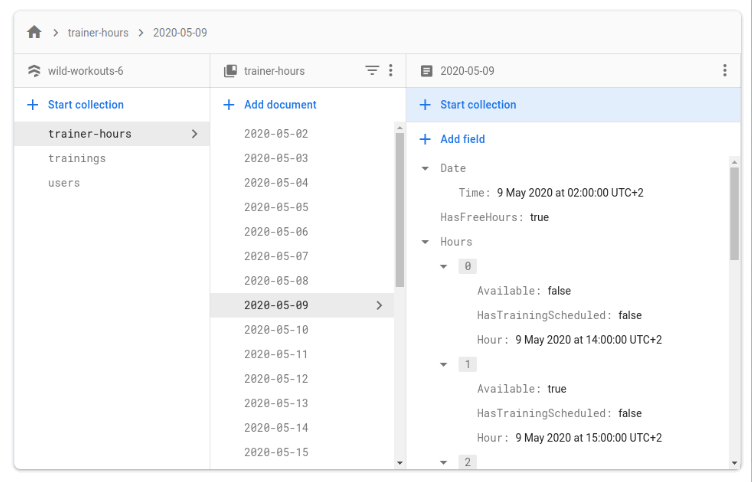 trainer-hours > 2020-05-09
wild-workouts-6
+ Start collection
trainer-hours
trainings
users
trainer-hours
+ Add document
2020-05-02
2020-05-03
2020-05-04
2020-05-05
2020-05-06
2020-05-07
2020-05-08
2020-05-09
2020-05-10
2020-05-11
2020-05-12
2020-05-13
2020-05-14
2020-05-15
2020-05-09
+ Start collection
+ Add field
Date
Time: 9 May 2020 at 02:00:00 UTC+2
HasFreeHours: true
Hours
0
Available: false
HasTrainingScheduled: false
Hour: 9 May 2020 at 14:00:00 UTC+2
1
Available: true
HasTrainingScheduled: false
Hour: 9 May 2020 at 15:00:00 UTC+2
2